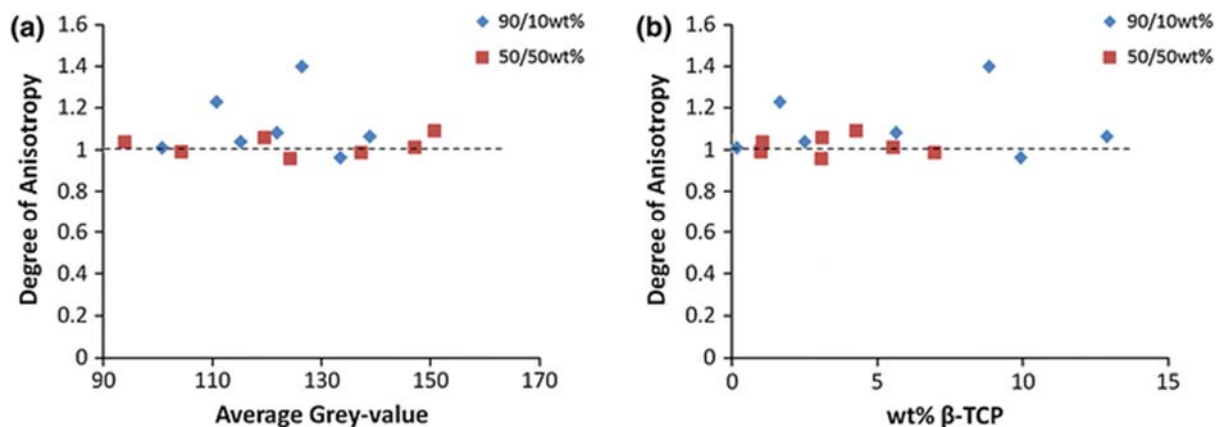 (a)
Degree of Anisotropy
1.6
1.4
1.2
1
0.8
0.6
0.4
0.2
0
90 110 130 150 170
Average Grey-value
90/10wt%
50/50wt%
(b)
Degree of Anisotropy
1.6
1.4
1.2
1
0.8
0.6
0.4
0.2
0
0 5 10 15
wt% β-TCP
90/10wt%
50/50wt%